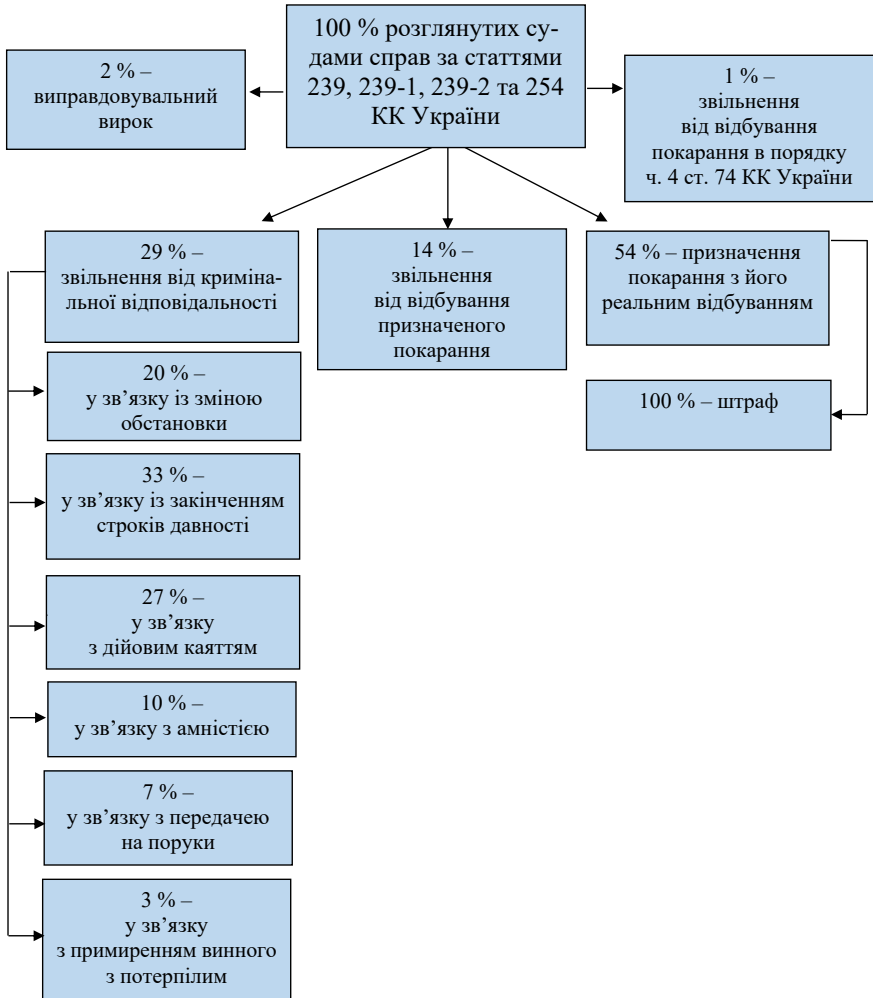 100 % розглянутих су-
дами справ за статтями
239, 239-1, 239-2 та 254
КК України
2 % –
виправдовувальний
вирок
1 % –
звільнення
від відбування
покарання в порядку
ч. 4 ст. 74 КК України
29 % –
звільнення від криміна-
льної відповідальності
14 % –
звільнення
від відбування
призначеного
покарання
54 % – призначення
покарання з його
реальним відбуванням
20 % –
у зв’язку із зміною
обстановки
100 % – штраф
33 % –
у зв’язку із закінченням
строків давності
27 % –
у зв’язку
з дійовим каяттям
10 % –
у зв’язку з амністією
7 % –
у зв’язку з передачею
на поруки
3 % –
у зв’язку
з примиренням винного
з потерпілим